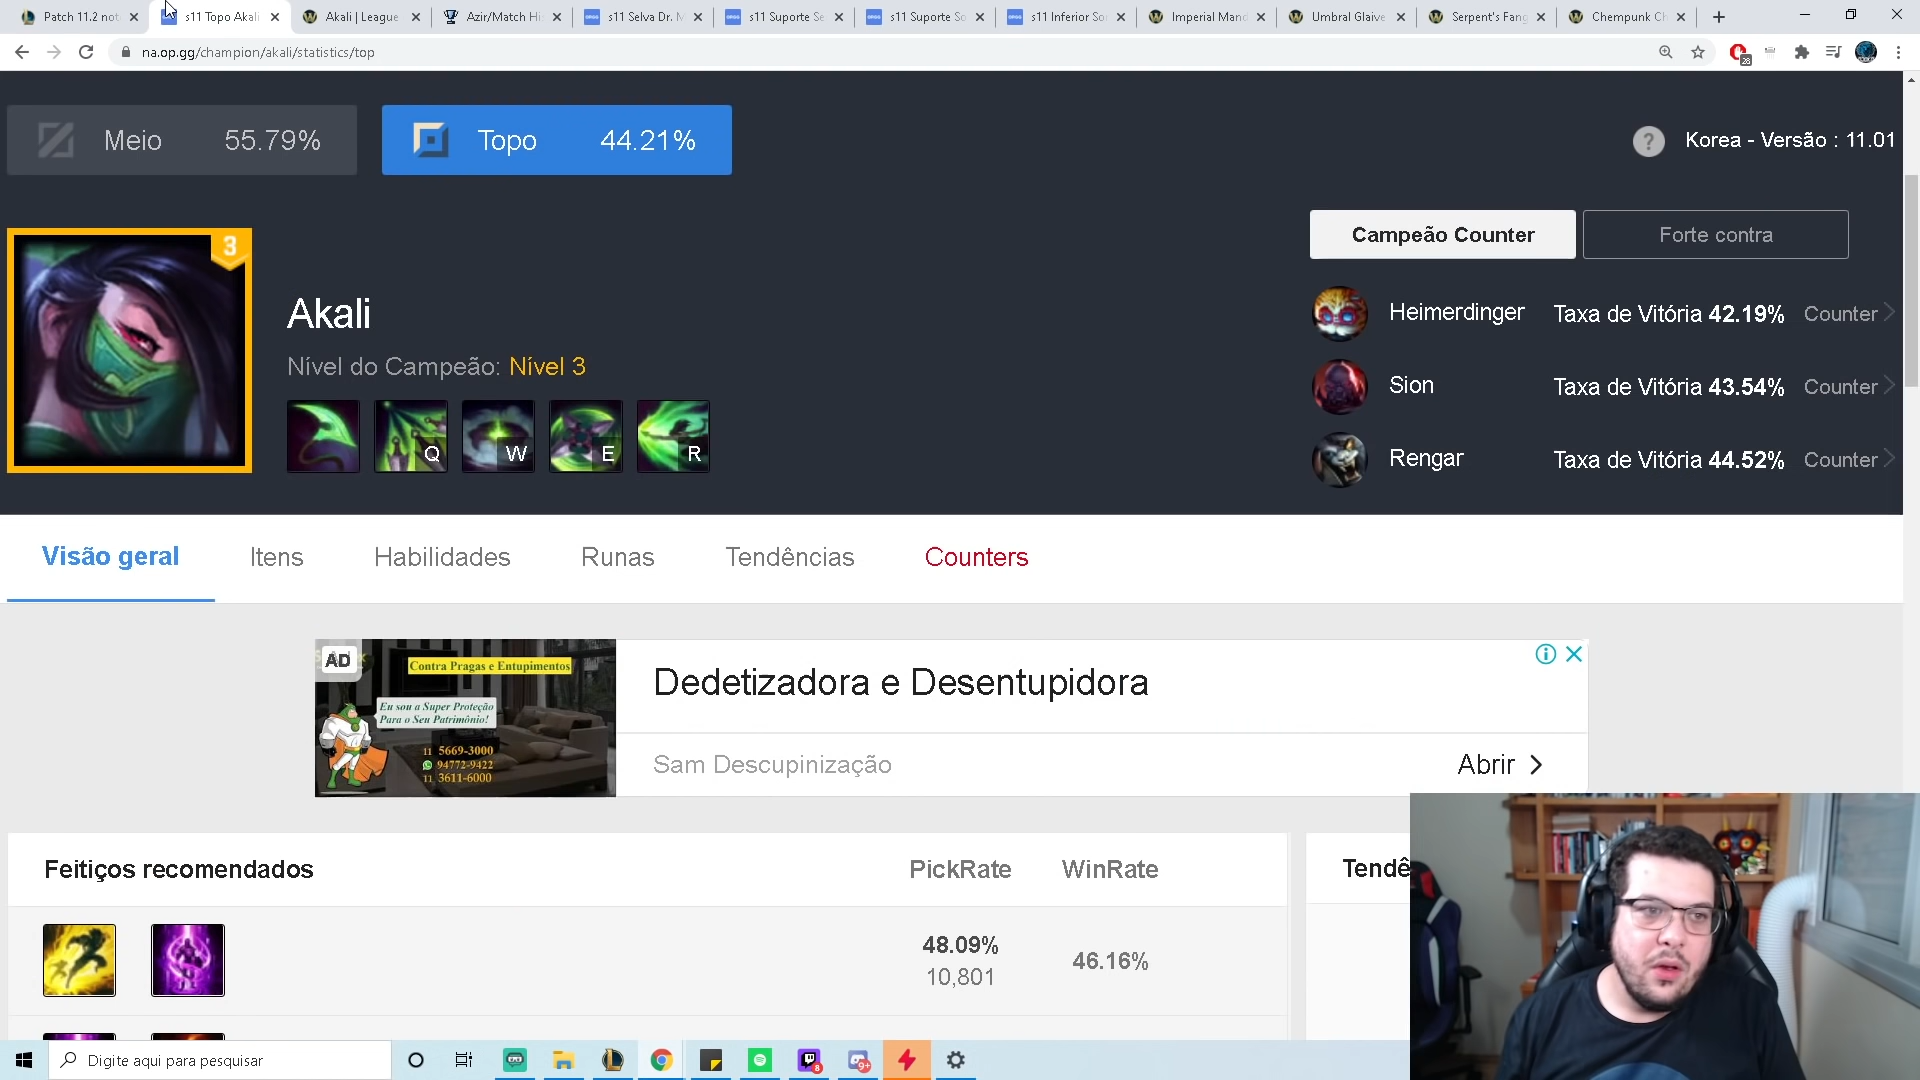 Patch 11.2 not
s11 Topo Akali
Akali | League
Azir/Match Hi
s11 Selva Dr. M
s11 Suporte Se
s11 Suporte So
s11 Inferior So
Imperial Mand
Umbral Glaive
Serpent's Fang
Chempunk Ch
na.op.gg/champion/akali/statistics/top
28
Meio 55.79%
Topo 44.21%
? Korea - Versão : 11.01
3
Akali
Nível do Campeão: Nível 3
Q W E R
Campeão Counter
Forte contra
Heimerdinger Taxa de Vitória 42.19% Counter
Sion Taxa de Vitória 43.54% Counter
Rengar Taxa de Vitória 44.52% Counter
Visão geral Itens Habilidades Runas Tendências Counters
AD
Contra Pragas e Entupimentos
Eu sou a Super Proteção
Para o Seu Patrimônio!
11 5669-3000
94772-9422
11 3611-6000
Dedetizadora e Desentupidora
Sam Descupinização
Abrir
Feitiços recomendados PickRate WinRate
48.09%
10,801
46.16%
Tendê
Digite aqui para pesquisar
8
9+